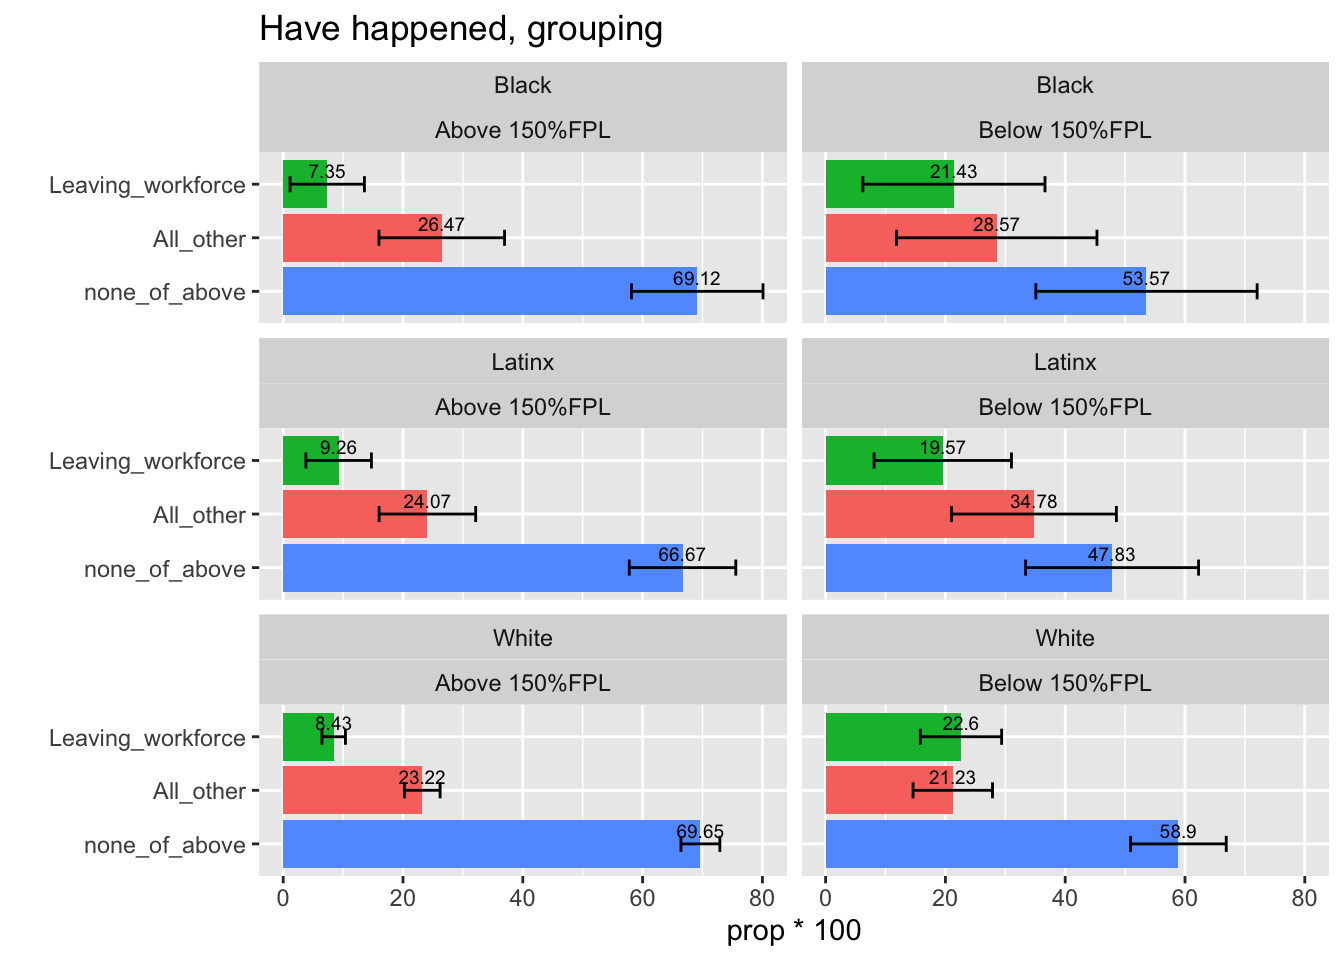 Have happened, grouping
Black
Above 150%FPL
Black
Below 150%FPL
Leaving_workforce
7.35
21.43
All_other
26.47
28.57
none_of_above
69.12
53.57
Latinx
Above 150%FPL
Latinx
Below 150%FPL
Leaving_workforce
9.26
19.57
All_other
24.07
34.78
none_of_above
66.67
47.83
White
Above 150%FPL
White
Below 150%FPL
Leaving_workforce
8.43
22.6
All_other
23.22
21.23
none_of_above
69.65
58.9
0 20 40 60 80
0 20 40 60 80
prop * 100